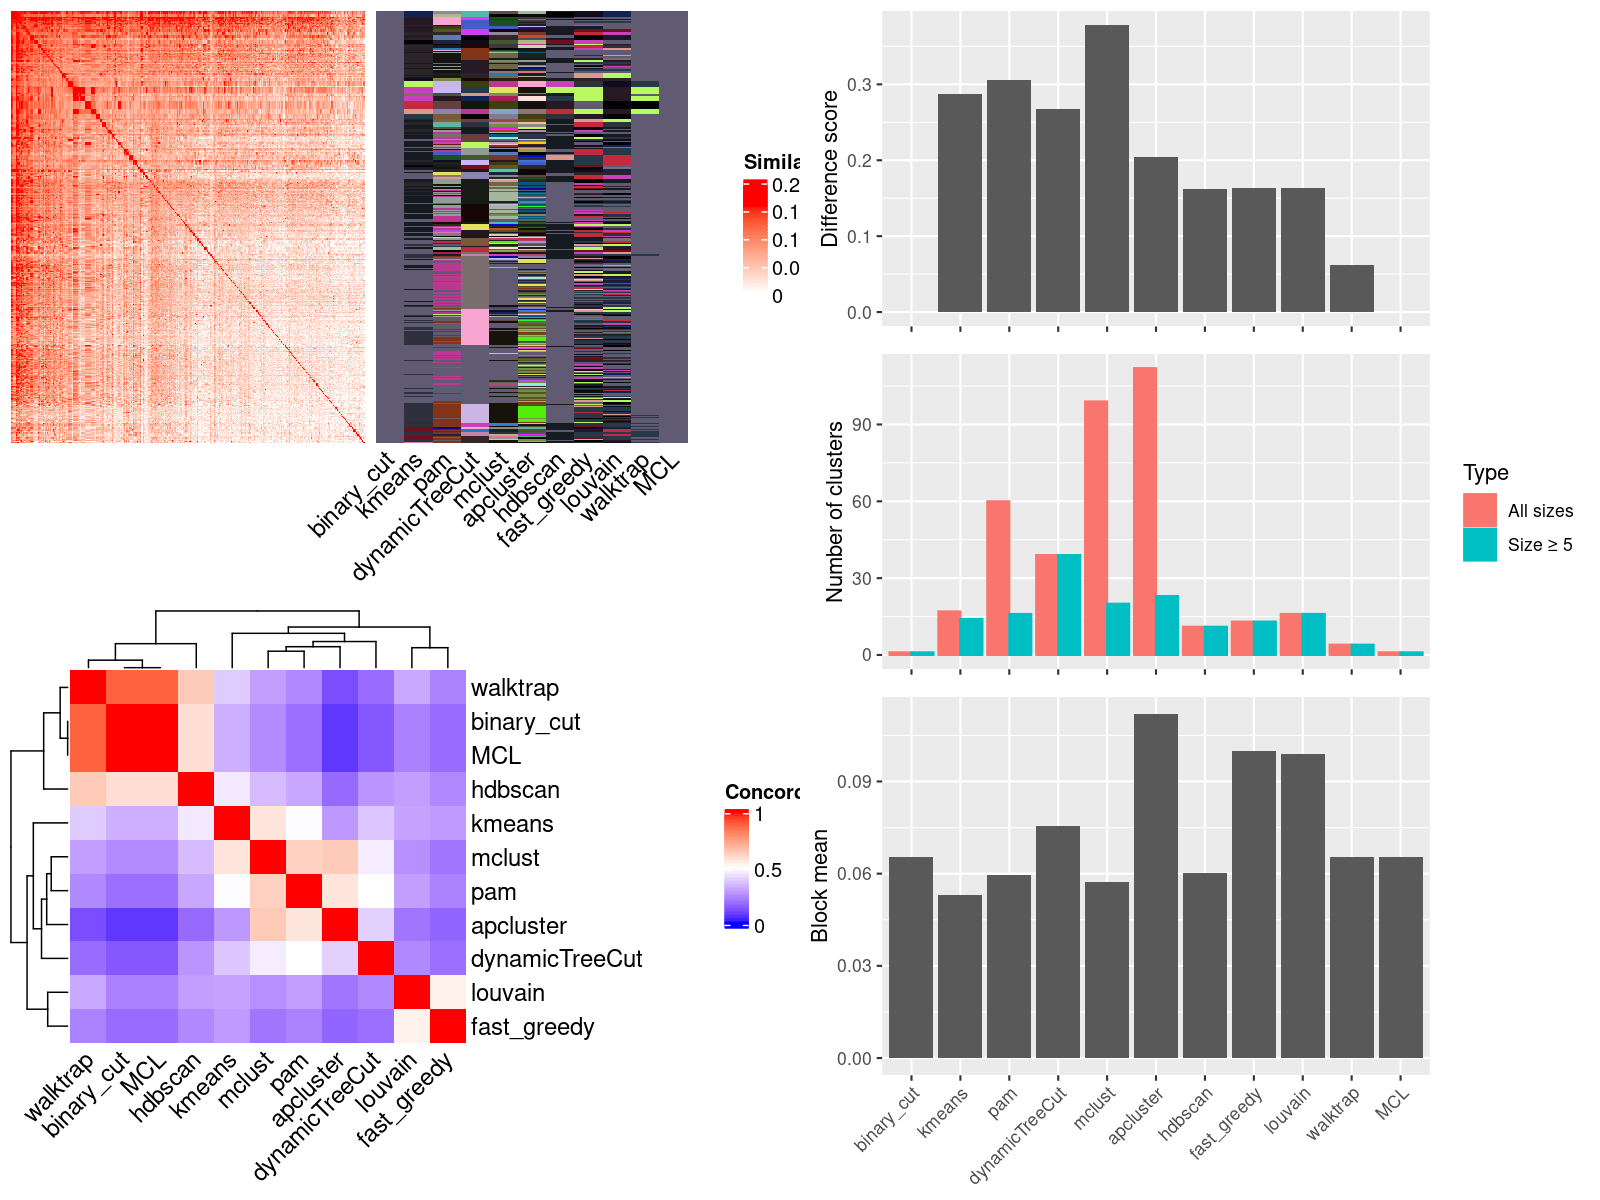 Simila
0.2
0.1
0.1
0.0
0
binary_cut
kmeans
pam
dynamicTreeCut
mclust
apcluster
hdbscan
fast_greedy
louvain
walktrap
MCL
Concord
1
0.5
0
walktrap
binary_cut
MCL
hdbscan
kmeans
mclust
pam
apcluster
dynamicTreeCut
louvain
fast_greedy
walktrap
binary_cut
MCL
hdbscan
kmeans
mclust
pam
apcluster
dynamicTreeCut
louvain
fast_greedy
Difference score
0.3
0.2
0.1
0.0
Number of clusters
90
60
30
0
Type
All sizes
Size ≥ 5
Block mean
0.09
0.06
0.03
0.00
binary_cut
kmeans
pam
dynamicTreeCut
mclust
apcluster
hdbscan
fast_greedy
louvain
walktrap
MCL